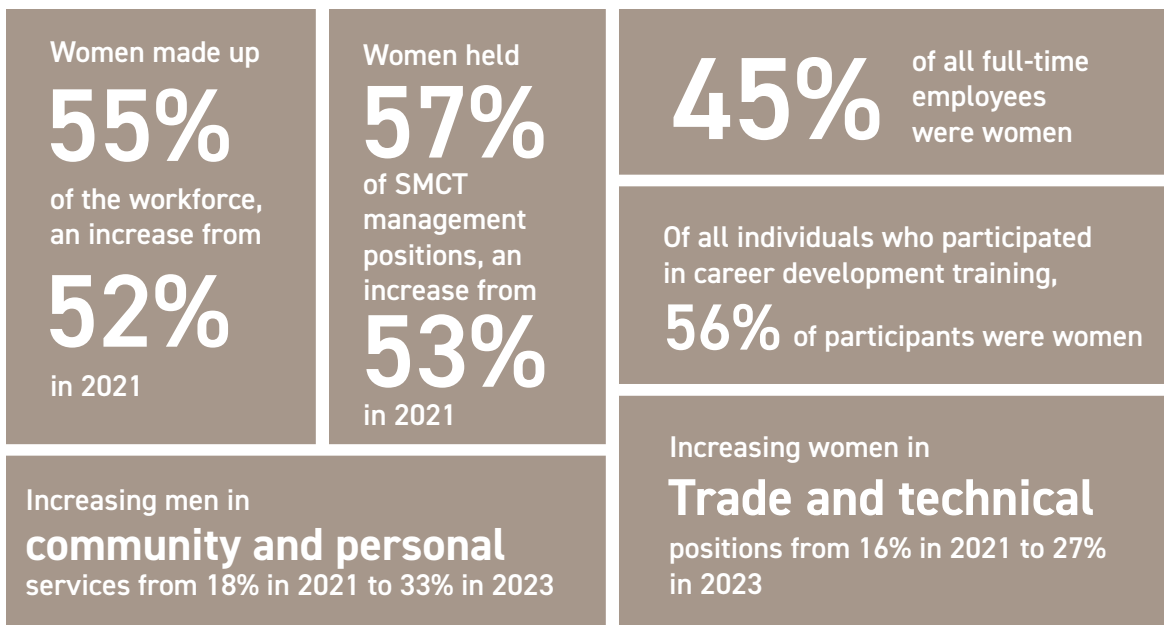 Women made up
55%
of the workforce,
an increase from
52%
in 2021
Women held
57%
of SMCT
management
positions, an
increase from
53%
in 2021
45%
of all full-time
employees
were women
Of all individuals who participated
in career development training,
56% of participants were women
Increasing men in
community and personal
services from 18% in 2021 to 33% in 2023
Increasing women in
Trade and technical
positions from 16% in 2021 to 27%
in 2023